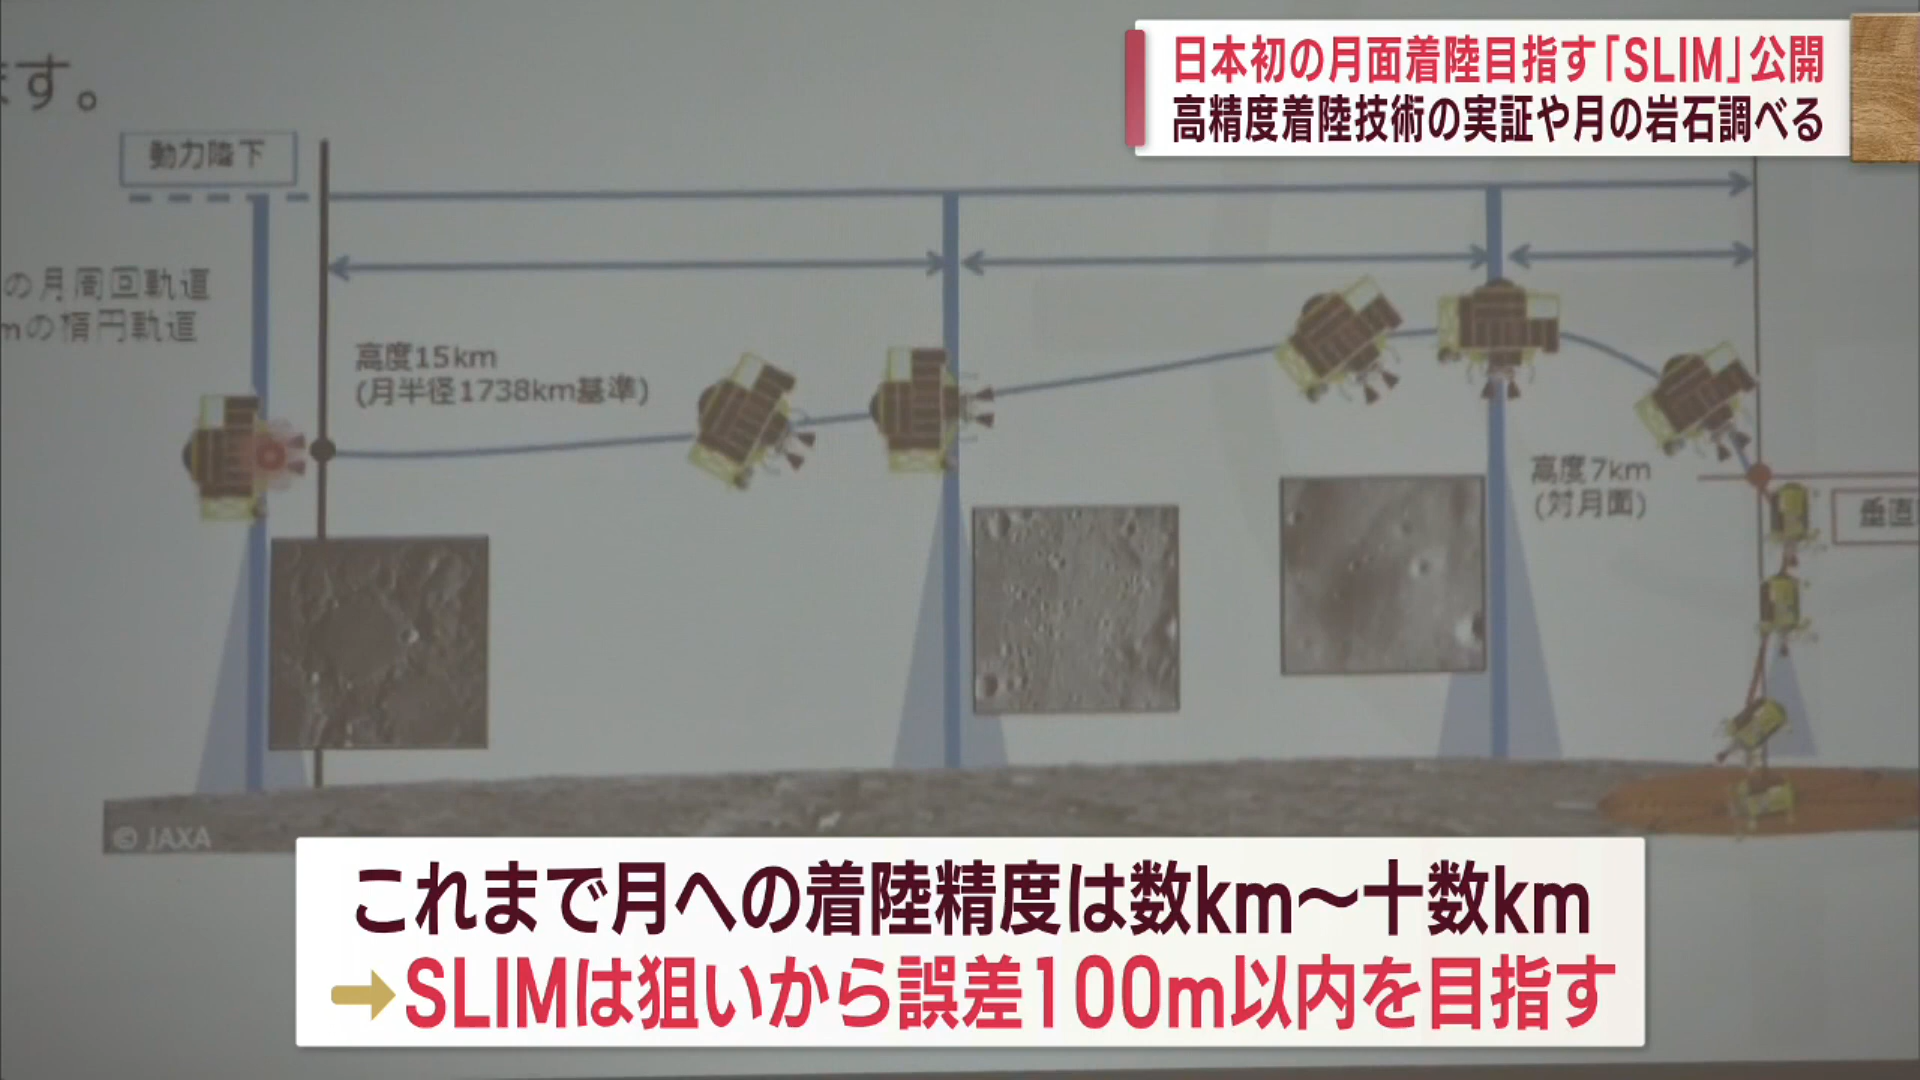 日本初の月面着陸目指す「SLIM」公開
高精度着陸技術の実証や月の岩石調べる
ます。
動力降下
の月周回軌道
mの楕円軌道
高度15km
(月半径1738km基準)
高度7km
(対月面)
垂直
© JAXA
これまで月への着陸精度は数km～十数km
➡SLIMは狙いから誤差100m以内を目指す